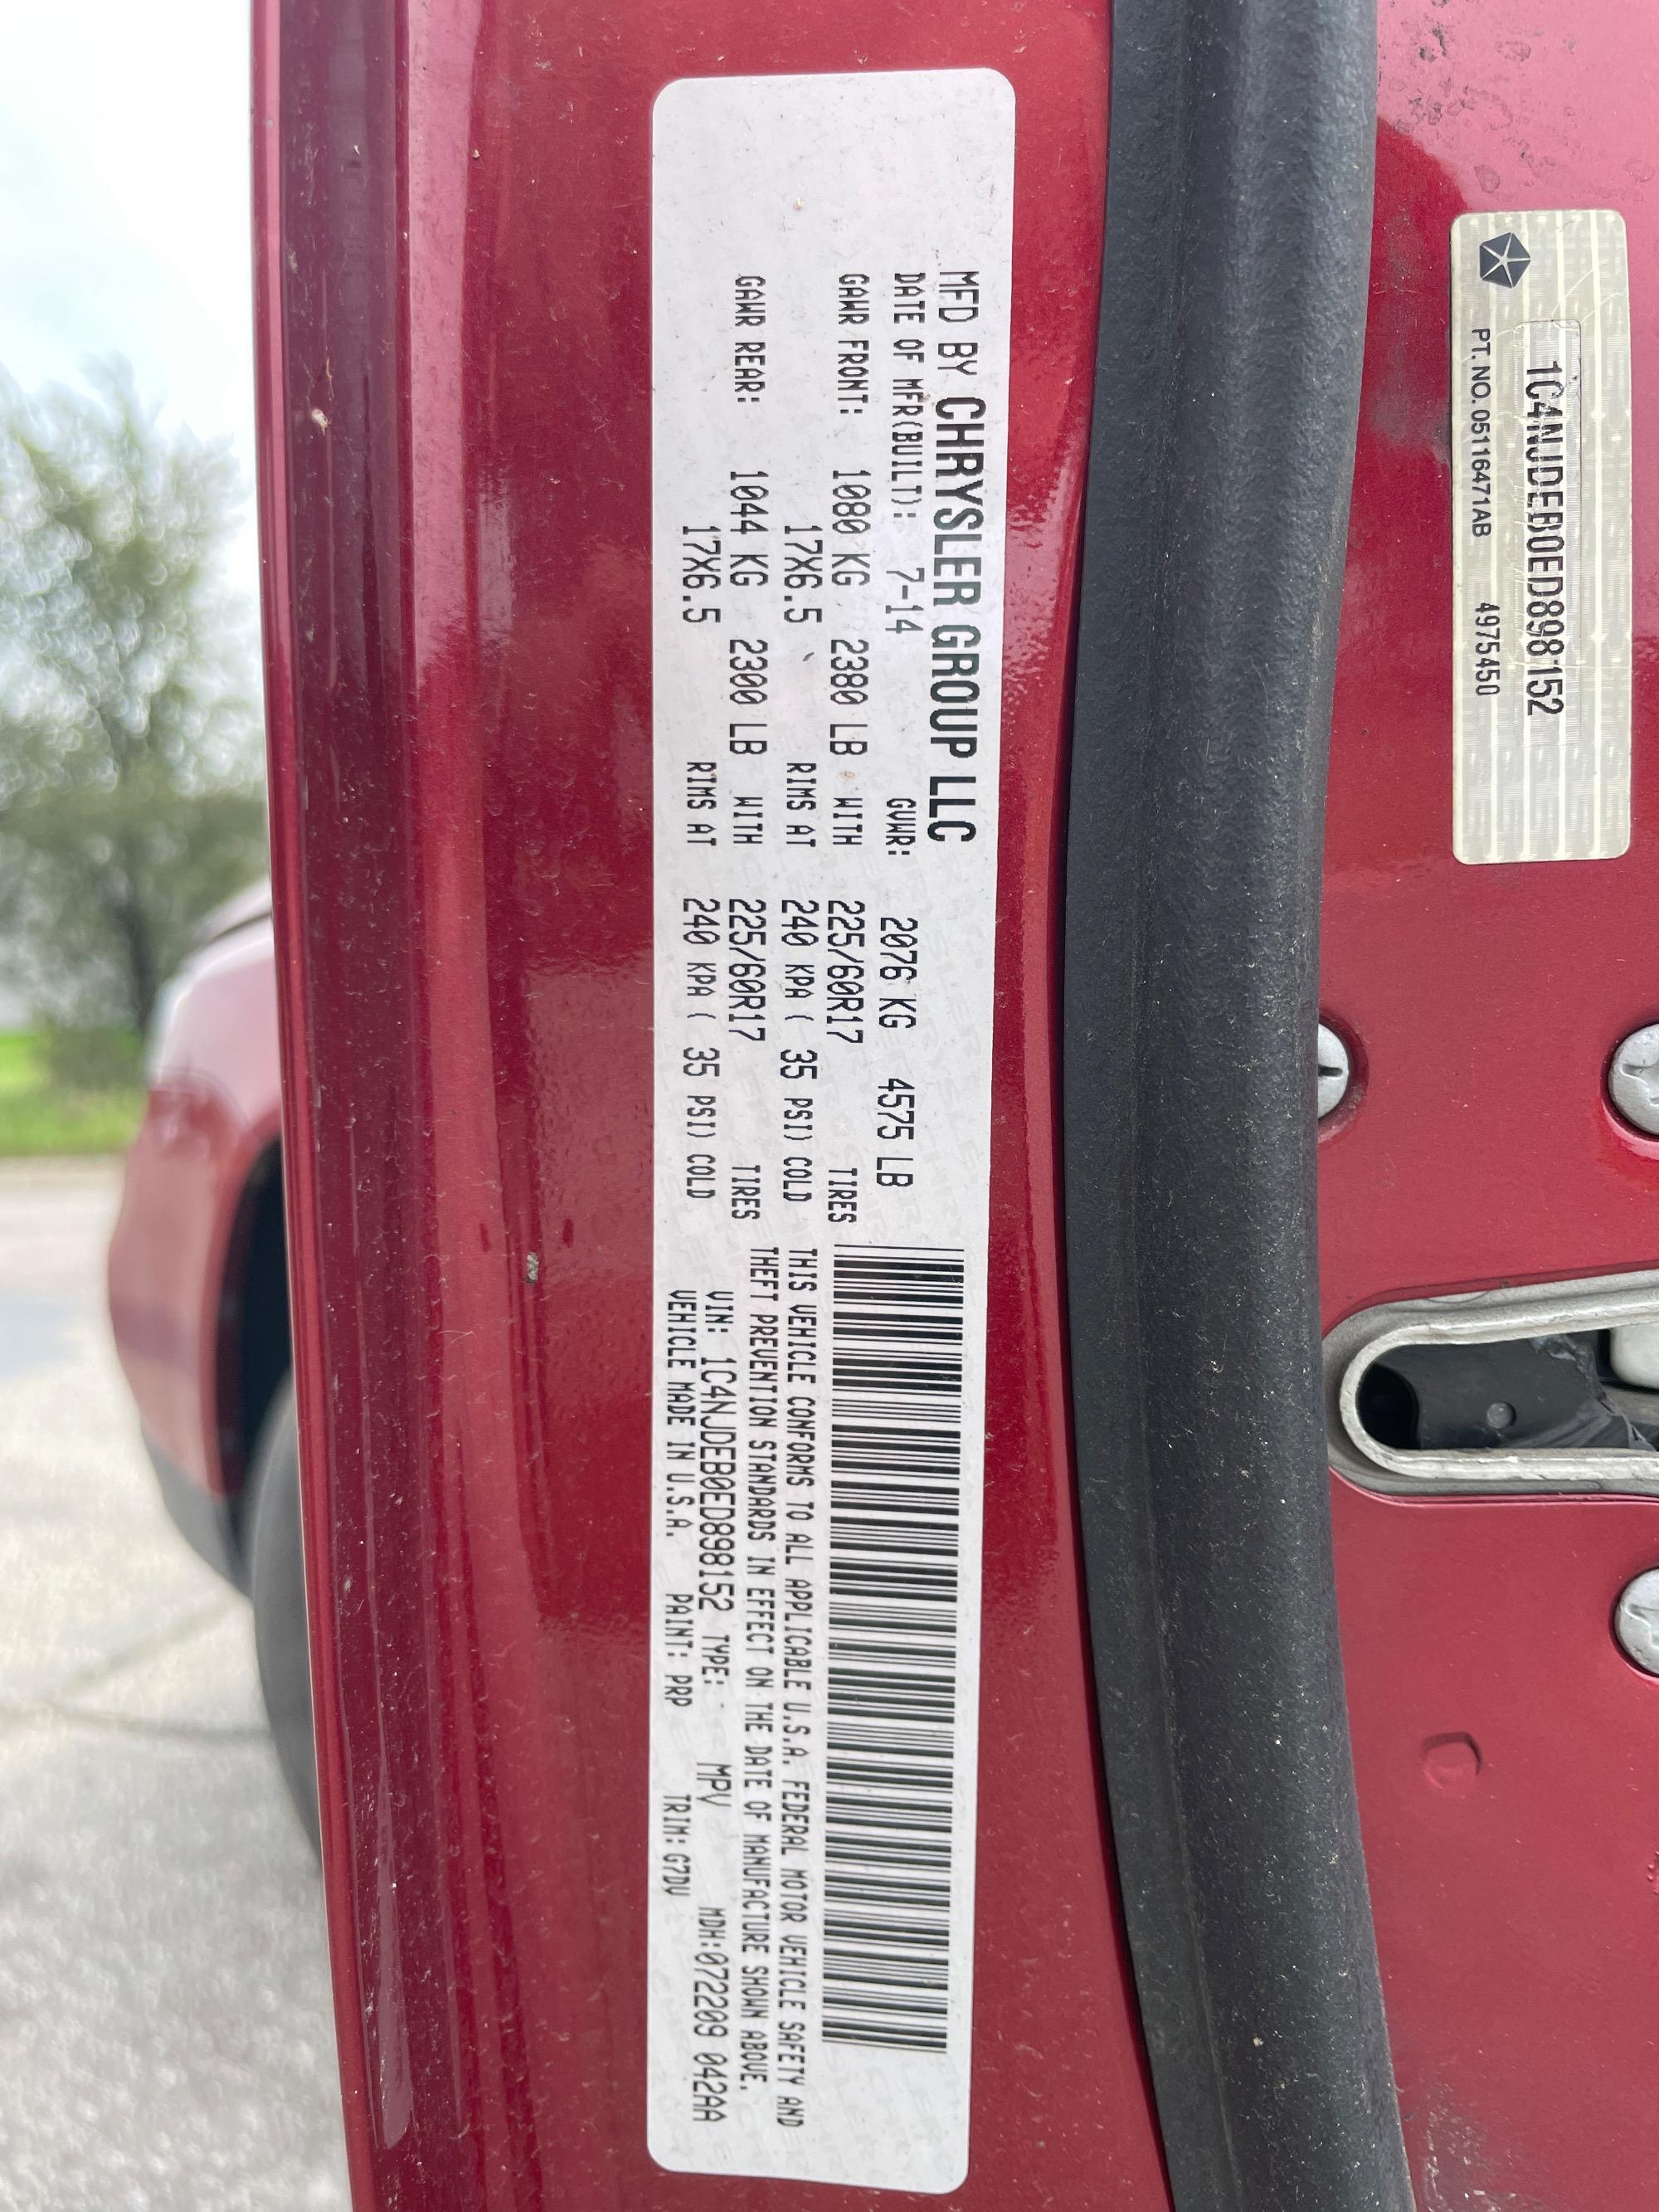 MFD BY CHRYSLER GROUP LLC
DATE OF MFR(BUILT): 7-14 GVWR: 2076 KG 4575 LB
GAWR FRONT: 1080 KG 2380 LB WITH 225/60R17 TIRES
17X6.5 RIMS AT 240 KPA ( 35 PSI) COLD
GAWR REAR: 1044 KG 2300 LB WITH 225/60R17 TIRES
17X6.5 RIMS AT 240 KPA ( 35 PSI) COLD
THIS VEHICLE CONFORMS TO ALL APPLICABLE U.S.A. FEDERAL MOTOR VEHICLE SAFETY AND
THEFT PREVENTION STANDARDS IN EFFECT ON THE DATE OF MANUFACTURE SHOWN ABOVE.
VIN: 1C4NJDEB0ED898152 TYPE: MPV MDH:072209 042AA
VEHICLE MADE IN U.S.A. PAINT: PRP TRIM: G7DV
1C4NJDEB0ED898152
PT. NO. 05116471AB 4975450